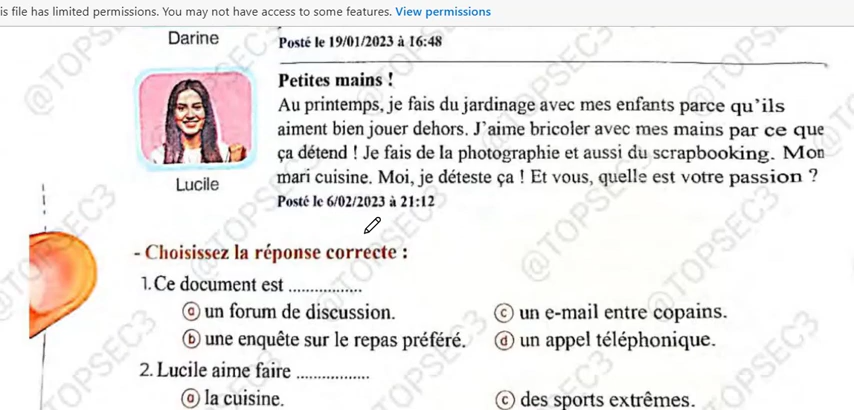 is file has limited permissions. You may not have access to some features. View permissions
Darine
Posté le 19/01/2023 à 16:48
Petites mains !
Au printemps, je fais du jardinage avec mes enfants parce qu'ils
aiment bien jouer dehors. J'aime bricoler avec mes mains par ce que
ça détend ! Je fais de la photographie et aussi du scrapbooking. Mon
mari cuisine. Moi, je déteste ça ! Et vous, quelle est votre passion ?
Lucile
Posté le 6/02/2023 à 21:12
- Choisissez la réponse correcte :
1. Ce document est ................
ⓐ un forum de discussion.
ⓒ un e-mail entre copains.
ⓑ une enquête sur le repas préféré.
ⓓ un appel téléphonique.
2. Lucile aime faire ................
ⓐ la cuisine.
ⓒ des sports extrêmes.
@TOPSEC3